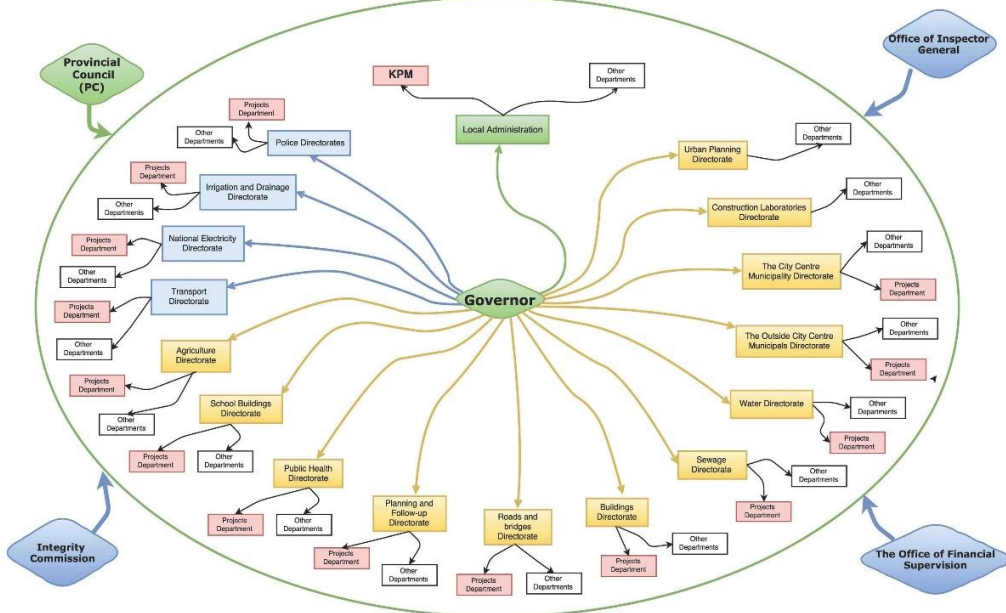 Provincial
Council
(PC)
Office of Inspector
General
KPM
Other
Departments
Local Administration
Projects
Department
Other
Departments
Police Directorates
Projects
Department
Other
Departments
Irrigation and Drainage
Directorate
Projects
Department
Other
Departments
National Electricity
Directorate
Projects
Department
Other
Departments
Transport
Directorate
Governor
Urban Planning
Directorate
Other
Departments
Construction Laboratories
Directorate
Other
Departments
The City Centre
Municipality Directorate
Other
Departments
Projects
Department
The Outside City Centre
Municipals Directorate
Other
Departments
Projects
Department
Water Directorate
Other
Departments
Projects
Department
Sewage
Directorate
Other
Departments
Projects
Department
Agriculture
Directorate
Projects
Department
Other
Departments
School Buildings
Directorate
Projects
Department
Other
Departments
Public Health
Directorate
Projects
Department
Other
Departments
Planning and
Follow-up
Directorate
Projects
Department
Other
Departments
Roads and
bridges
Directorate
Projects
Department
Other
Departments
Buildings
Directorate
Projects
Department
Other
Departments
Integrity
Commission
The Office of Financial
Supervision